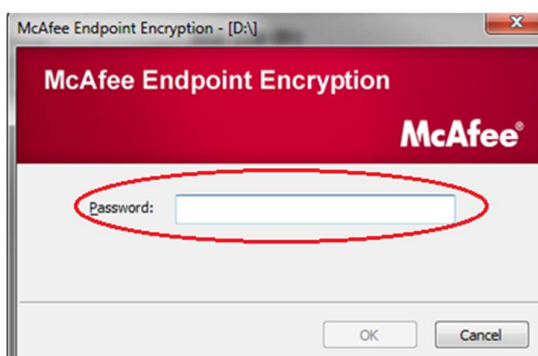 McAfee Endpoint Encryption - [D:\]
McAfee Endpoint Encryption
McAfee®
Password:
OK
Cancel